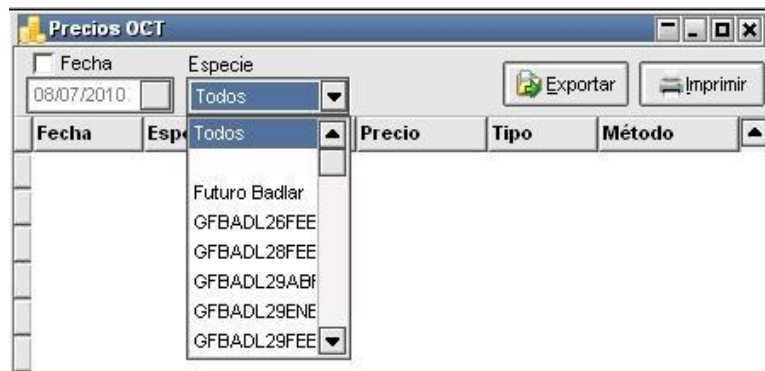 Precios OCT
Fecha Especie
08/07/2010 Todos Exportar Imprimir
Fecha Precio Tipo Método
Todos
Futuro Badlar
GFBADL26FEE
GFBADL28FEE
GFBADL29ABF
GFBADL29ENE
GFBADL29FEE